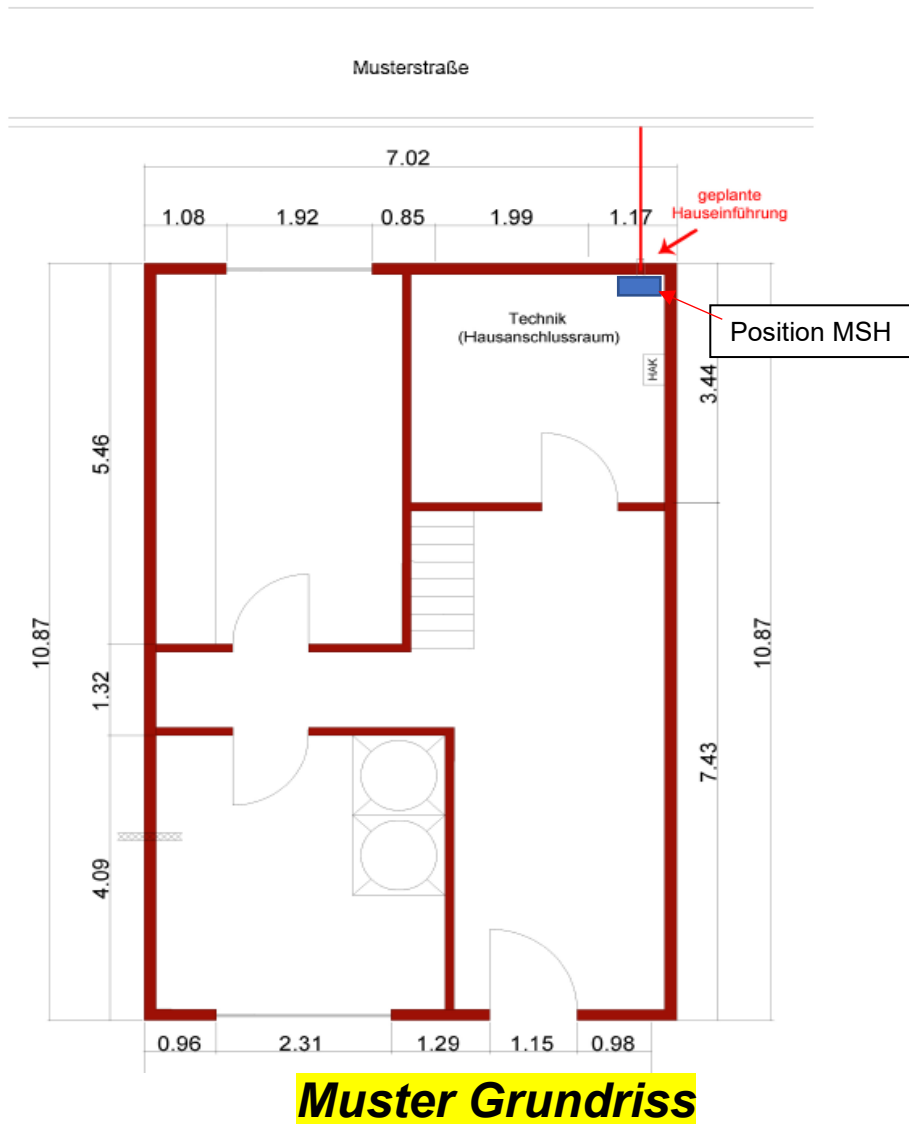 Musterstraße
7.02
geplante
Hauseinführung
1.08
1.92
0.85
1.99
1.17
Technik
(Hausanschlussraum)
Position MSH
HAK
3.44
5.46
10.87
10.87
1.32
7.43
4.09
0.96
2.31
1.29
1.15
0.98
Muster Grundriss